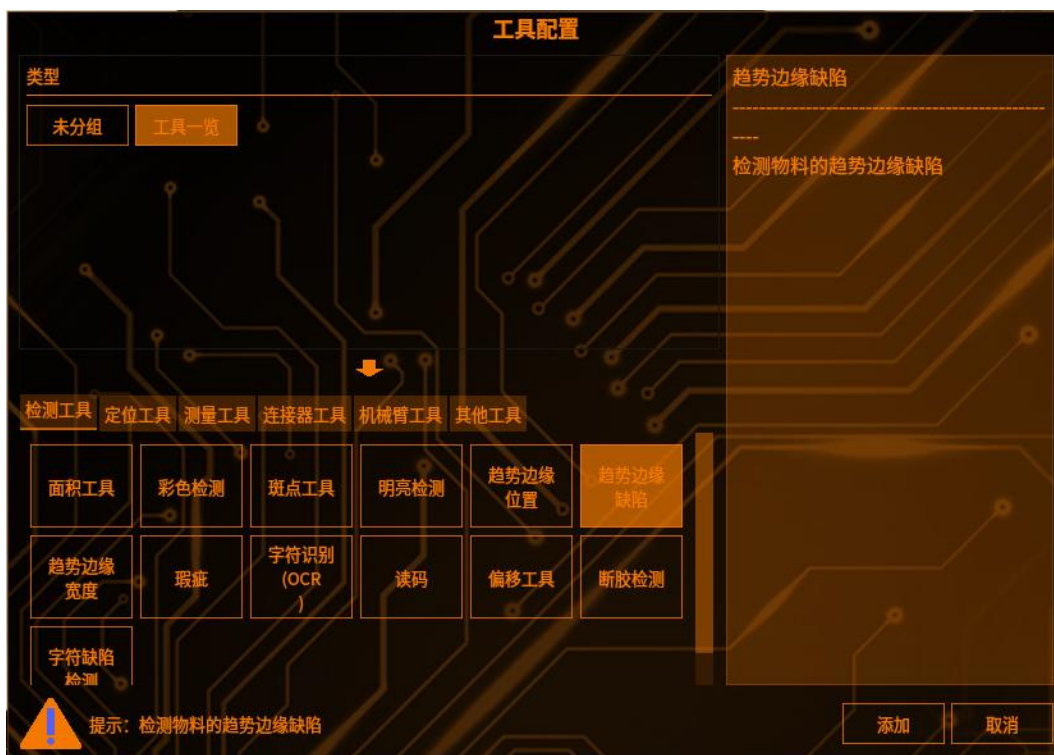 工具配置
类型
未分组
工具一览
趋势边缘缺陷
--------------------------------------------
----
检测物料的趋势边缘缺陷
检测工具
定位工具
测量工具
连接器工具
机械臂工具
其他工具
面积工具
彩色检测
斑点工具
明亮检测
趋势边缘
位置
趋势边缘
缺陷
趋势边缘
宽度
瑕疵
字符识别
(OCR
)
读码
偏移工具
断胶检测
字符缺陷
检测
提示：检测物料的趋势边缘缺陷
添加
取消